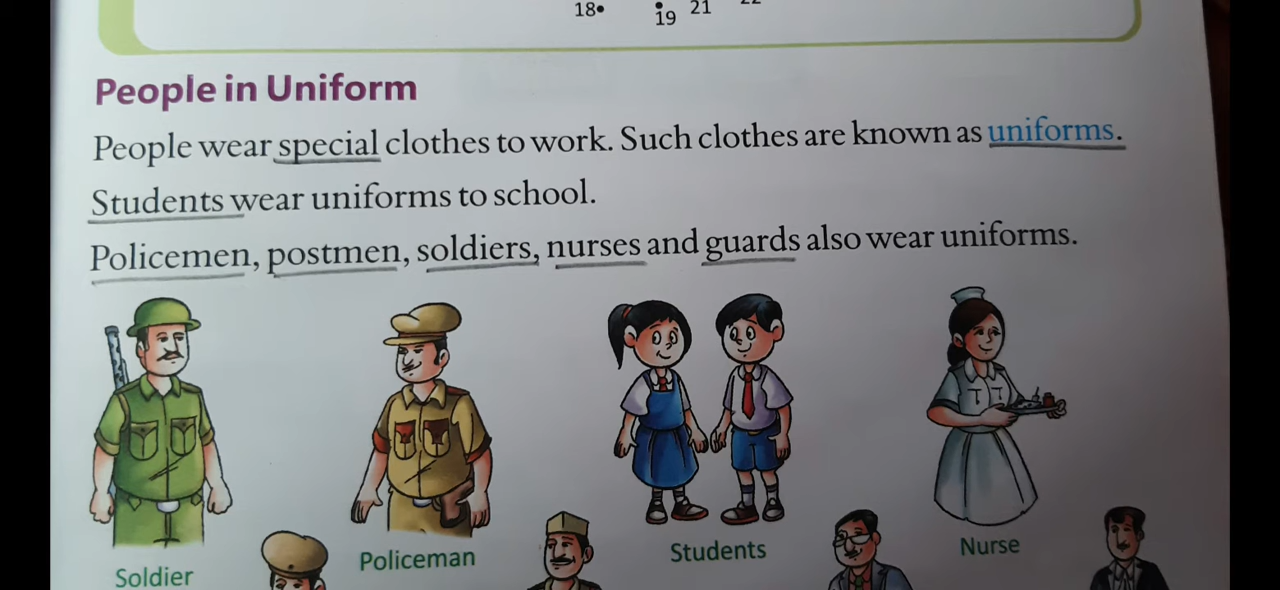 18• 19 21
People in Uniform
People wear special clothes to work. Such clothes are known as uniforms.
Students wear uniforms to school.
Policemen, postmen, soldiers, nurses and guards also wear uniforms.
Soldier
Policeman
Students
Nurse